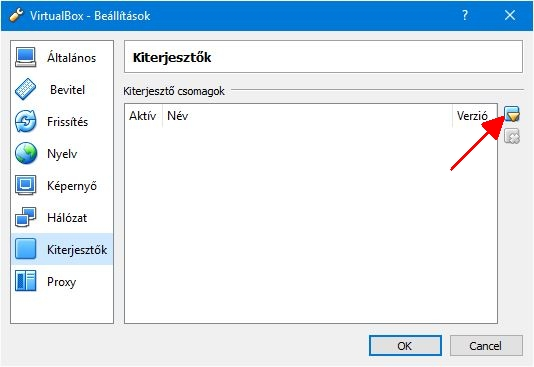 VirtualBox - Beállítások
?
Általános
Bevitel
Frissítés
Nyelv
Képernyő
Hálózat
Kiterjesztők
Proxy
Kiterjesztők
Kiterjesztő csomagok
Aktív Név Verzió
OK Cancel